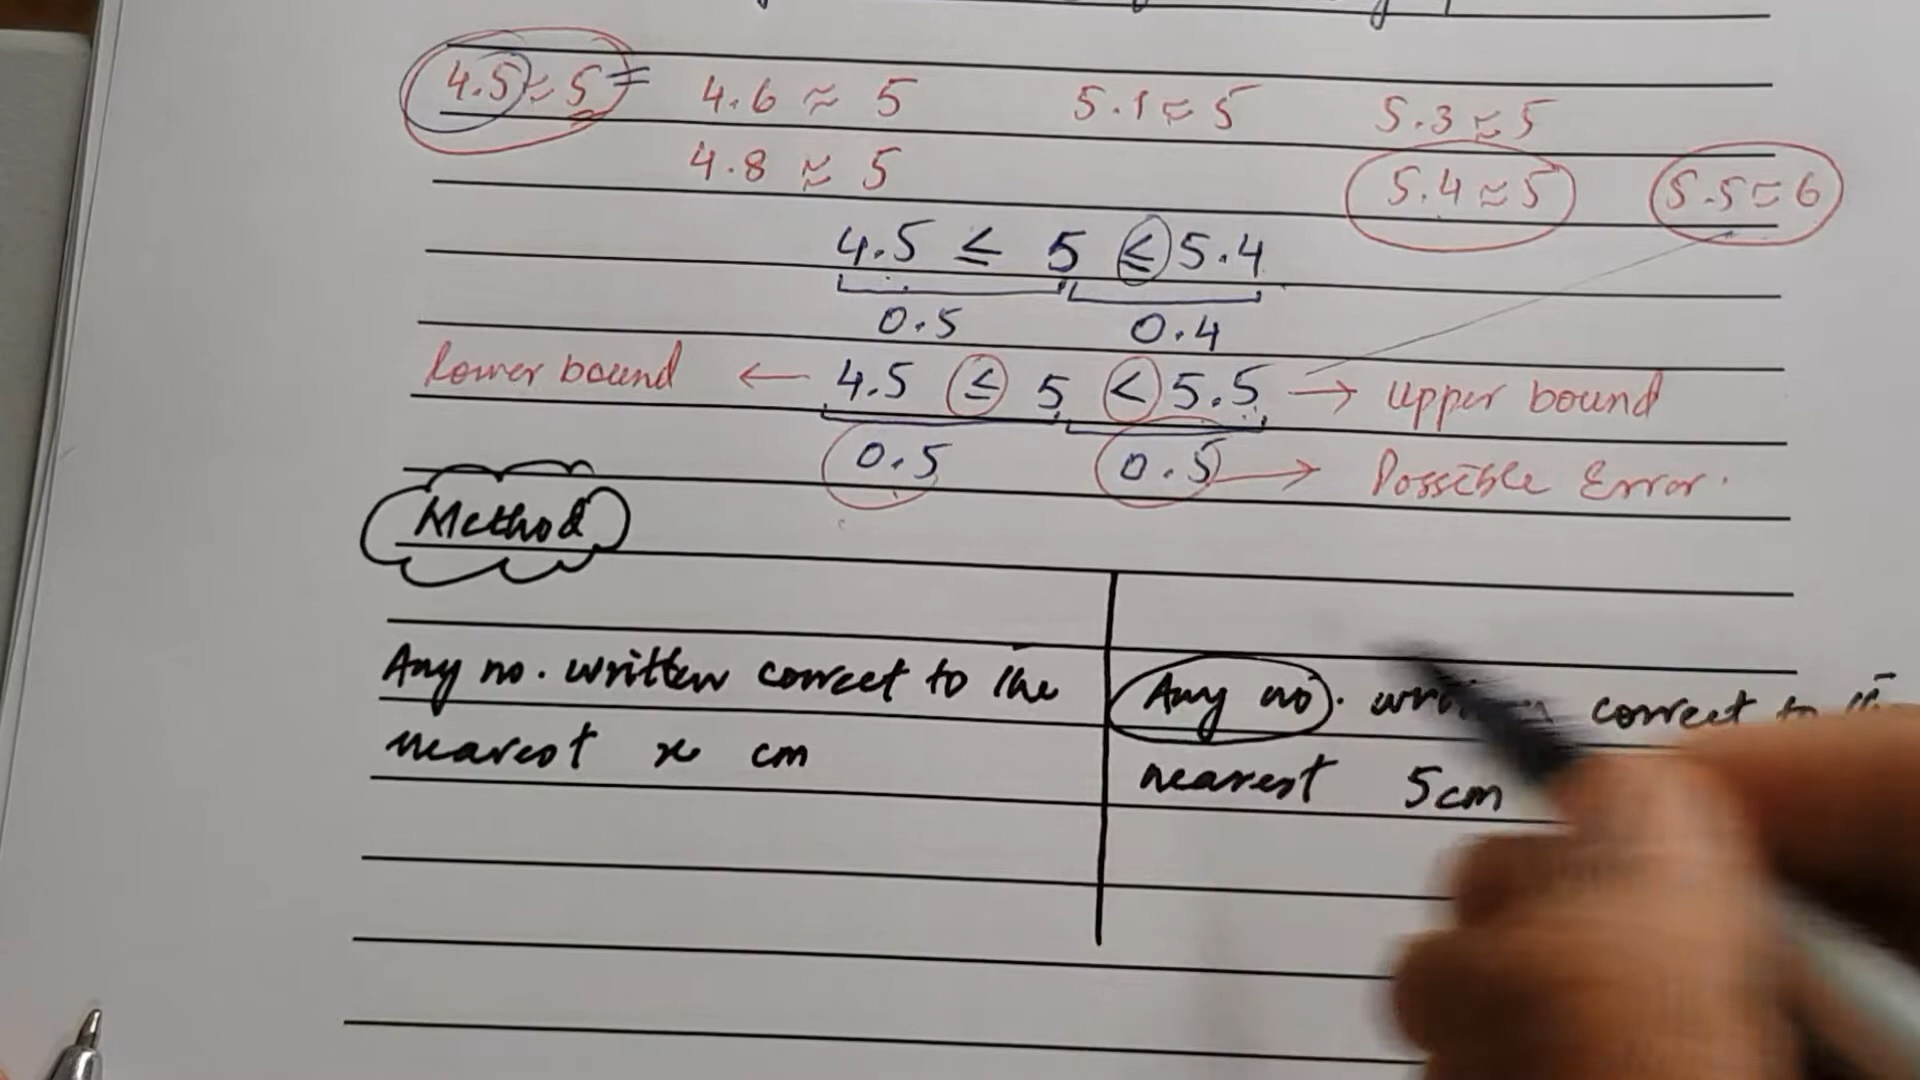 4.5 ≈ 5 = 4.6 ≈ 5 5.1 ≈ 5 5.3 ≈ 5
4.8 ≈ 5 5.4 ≈ 5 5.5 ≈ 6
4.5 ≤ 5 ≤ 5.4
0.5 0.4
lower bound ← 4.5 ≤ 5 < 5.5 → upper bound
0.5 0.5 → Possible Error.
Method
Any no. written correct to the
nearest x cm
Any no. correct to
nearest 5cm